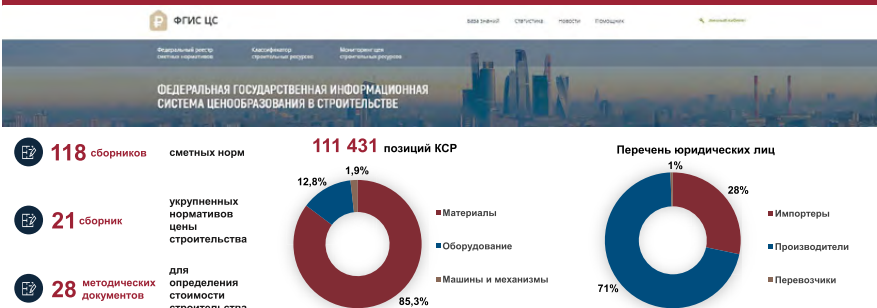 ФГИС ЦС
База знаний Статистика Новости Помощник
Федеральный реестр
сметных нормативов
Классификатор
строительных ресурсов
Мониторинг цен
строительных ресурсов
ФЕДЕРАЛЬНАЯ ГОСУДАРСТВЕННАЯ ИНФОРМАЦИОННАЯ
СИСТЕМА ЦЕНООБРАЗОВАНИЯ В СТРОИТЕЛЬСТВЕ
118 сборников сметных норм
21 сборник
укрупненных
нормативов
цены
строительства
28 методических
документов
для
определения
стоимости
строительства
111 431 позиций КСР
12,8%
1,9%
85,3%
Материалы
Оборудование
Машины и механизмы
Перечень юридических лиц
1%
28%
71%
Импортеры
Производители
Перевозчики